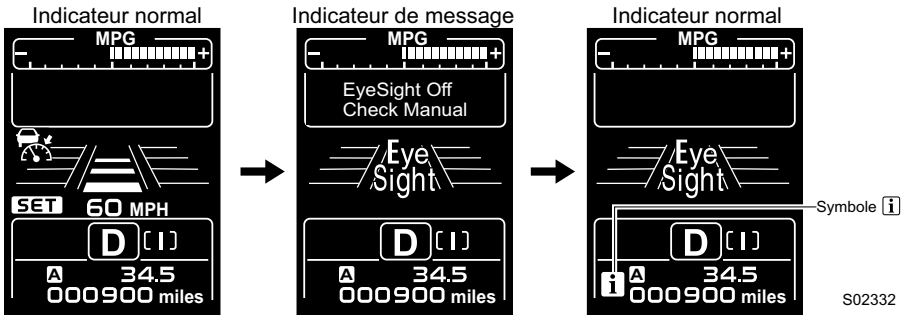 Indicateur normal
MPG
- +
SET 60 MPH
D [I]
A 34.5
000900 miles
Indicateur de message
MPG
- +
EyeSight Off
Check Manual
Eye
Sight
D [I]
A 34.5
000900 miles
Indicateur normal
MPG
- +
Eye
Sight
D [I]
A 34.5
i 000900 miles
Symbole i
S02332